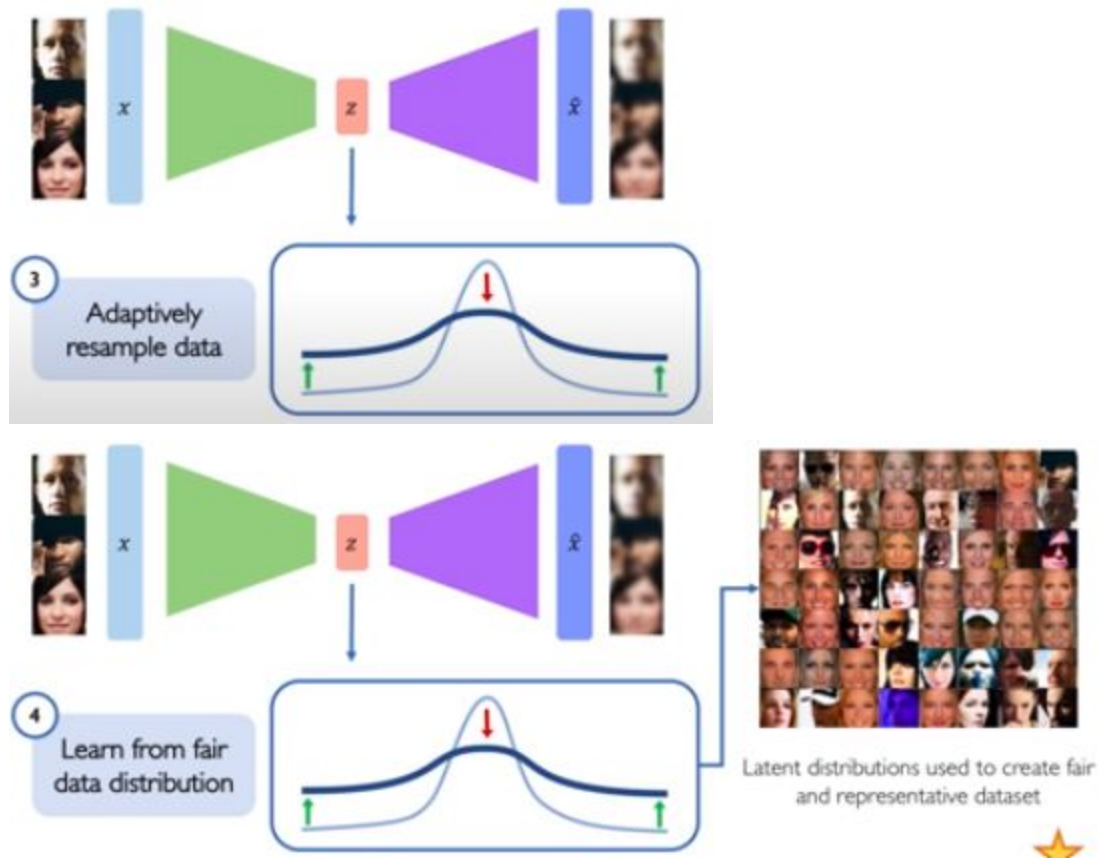 x
z
x̂
3
Adaptively
resample data
x
z
x̂
4
Learn from fair
data distribution
Latent distributions used to create fair
and representative dataset